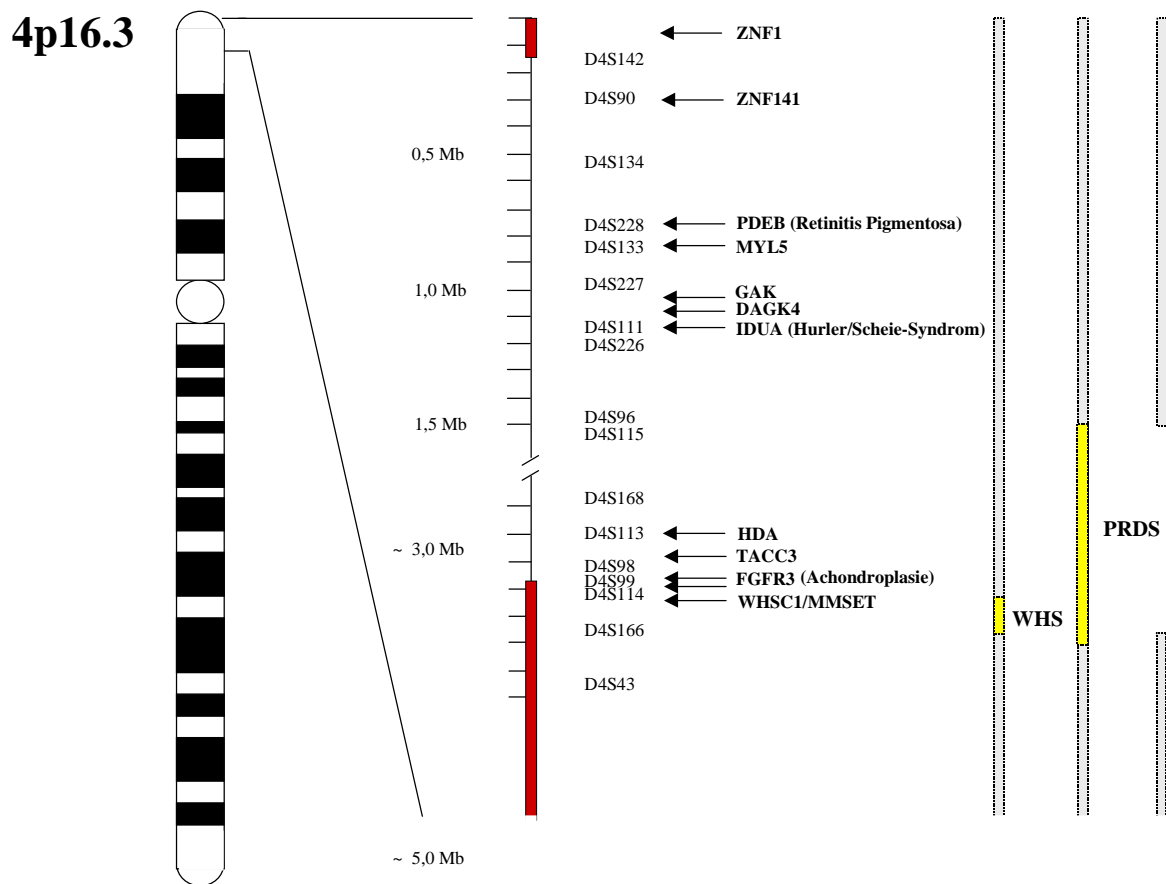 4p16.3
ZNF1
D4S142
D4S90
ZNF141
0,5 Mb
D4S134
D4S228
PDEB (Retinitis Pigmentosa)
D4S133
MYL5
D4S227
1,0 Mb
GAK
DAGK4
D4S111
IDUA (Hurler/Scheie-Syndrom)
D4S226
D4S96
1,5 Mb
D4S115
D4S168
D4S113
HDA
PRDS
~ 3,0 Mb
TACC3
D4S98
D4S99
FGFR3 (Achondroplasie)
D4S114
WHSC1/MMSET
WHS
D4S166
D4S43
~ 5,0 Mb